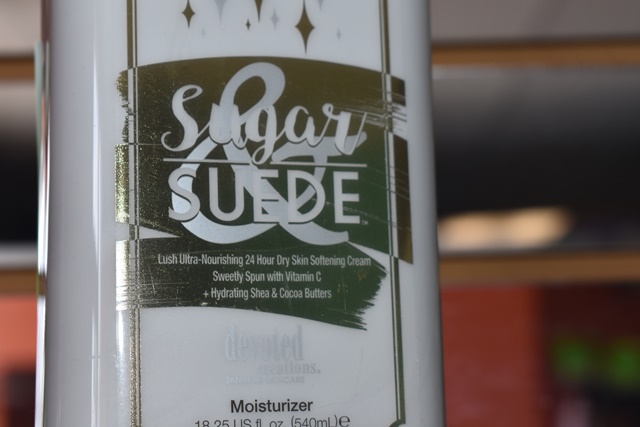 Sugar
&
SUEDE
Lush Ultra-Nourishing 24 Hour Dry Skin Softening Cream
Sweetly Spun with Vitamin C
+ Hydrating Shea & Cocoa Butters
devoted
creations.
Moisturizer
18.25 US fl. oz. (540mL)e